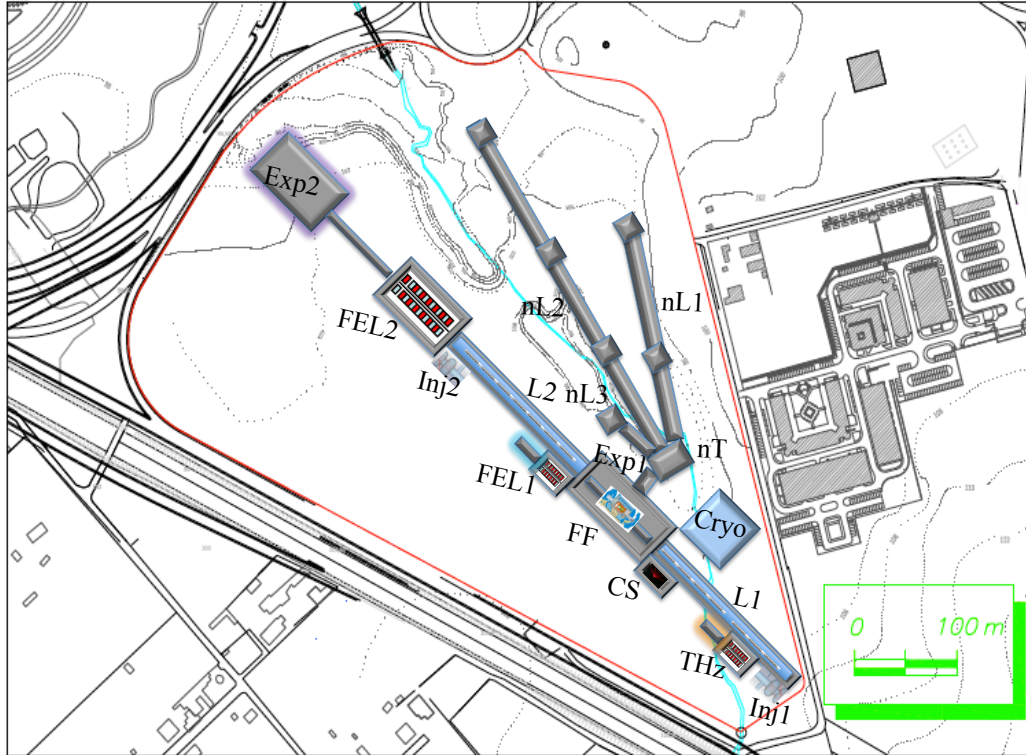 Exp2
nL2
nL1
FEL2
Inj2
L2
nL3
Exp1
nT
FEL1
FF
Cryo
CS
L1
THz
Inj1
0 100 m